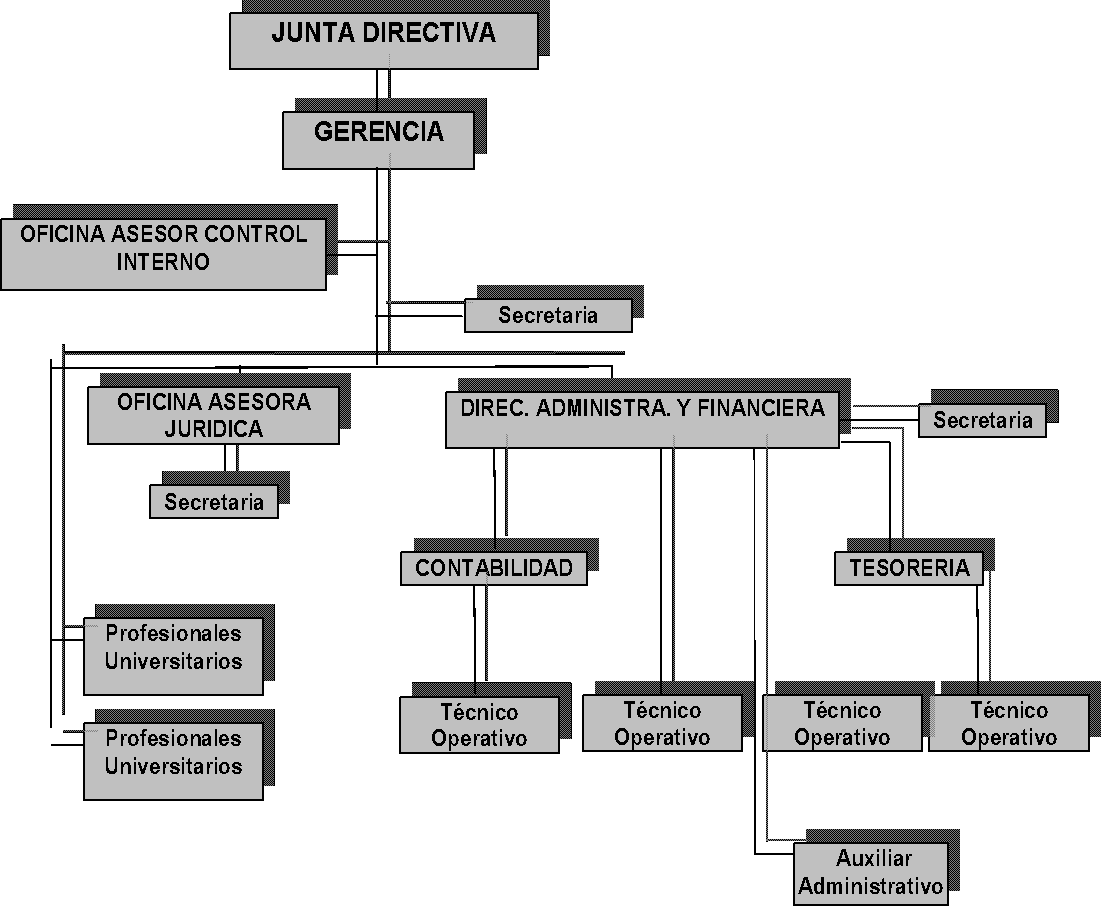 JUNTA DIRECTIVA
GERENCIA
OFICINA ASESOR CONTROL
INTERNO
Secretaria
OFICINA ASESORA
JURIDICA
DIREC. ADMINISTRA. Y FINANCIERA
Secretaria
Secretaria
CONTABILIDAD
TESORERIA
Profesionales
Universitarios
Técnico
Operativo
Técnico
Operativo
Técnico
Operativo
Técnico
Operativo
Profesionales
Universitarios
Auxiliar
Administrativo